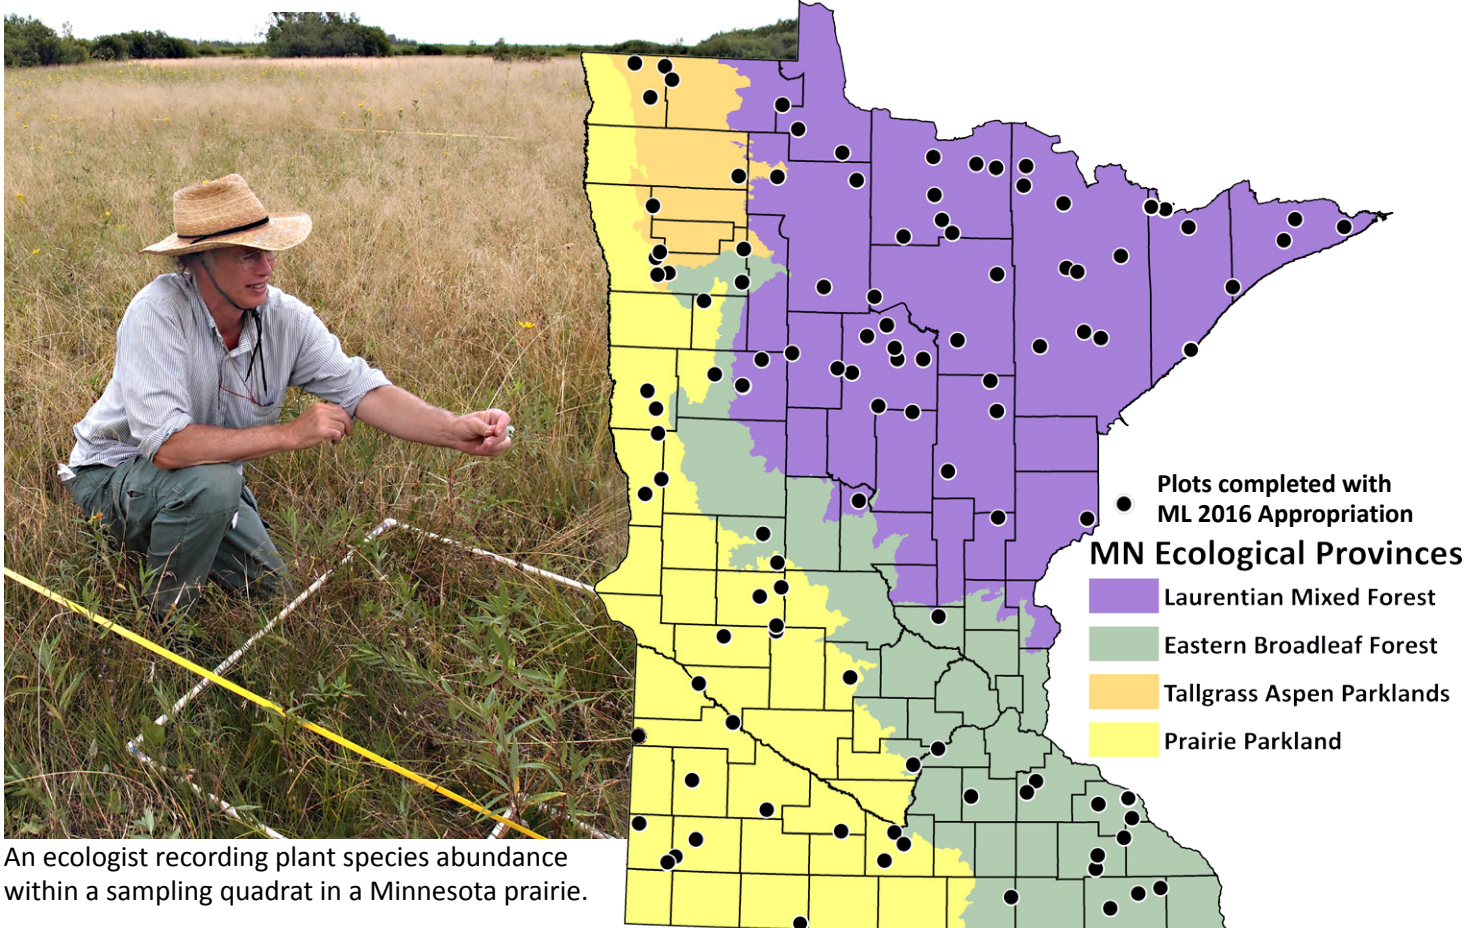 Plots completed with
ML 2016 Appropriation
MN Ecological Provinces
Laurentian Mixed Forest
Eastern Broadleaf Forest
Tallgrass Aspen Parklands
Prairie Parkland
An ecologist recording plant species abundance
within a sampling quadrat in a Minnesota prairie.